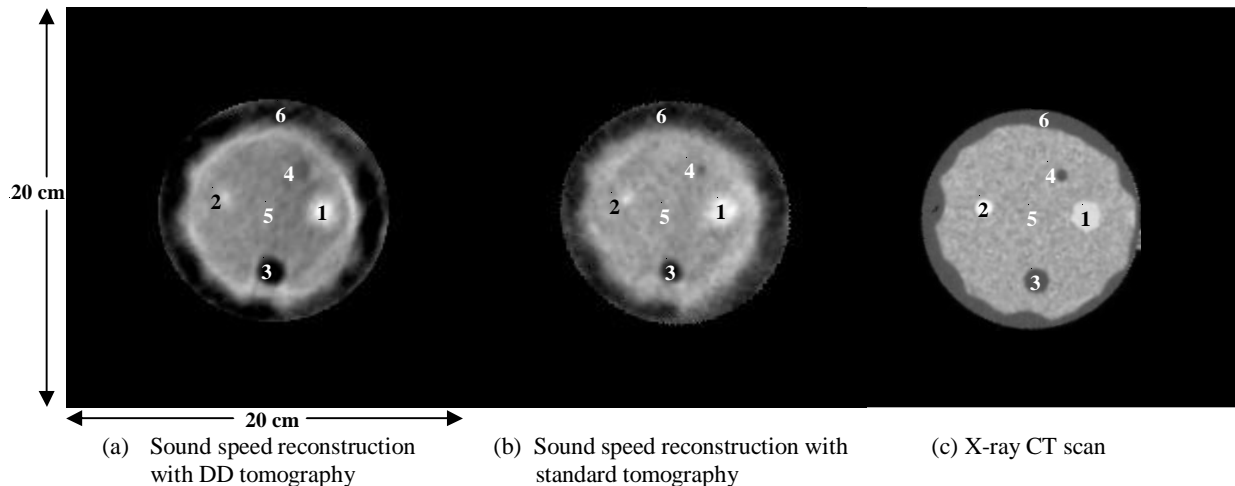 6
4
2
1
5
3
6
4
2
1
5
3
6
4
2
1
5
3
20 cm
20 cm
(a) Sound speed reconstruction
with DD tomography
(b) Sound speed reconstruction with
standard tomography
(c) X-ray CT scan